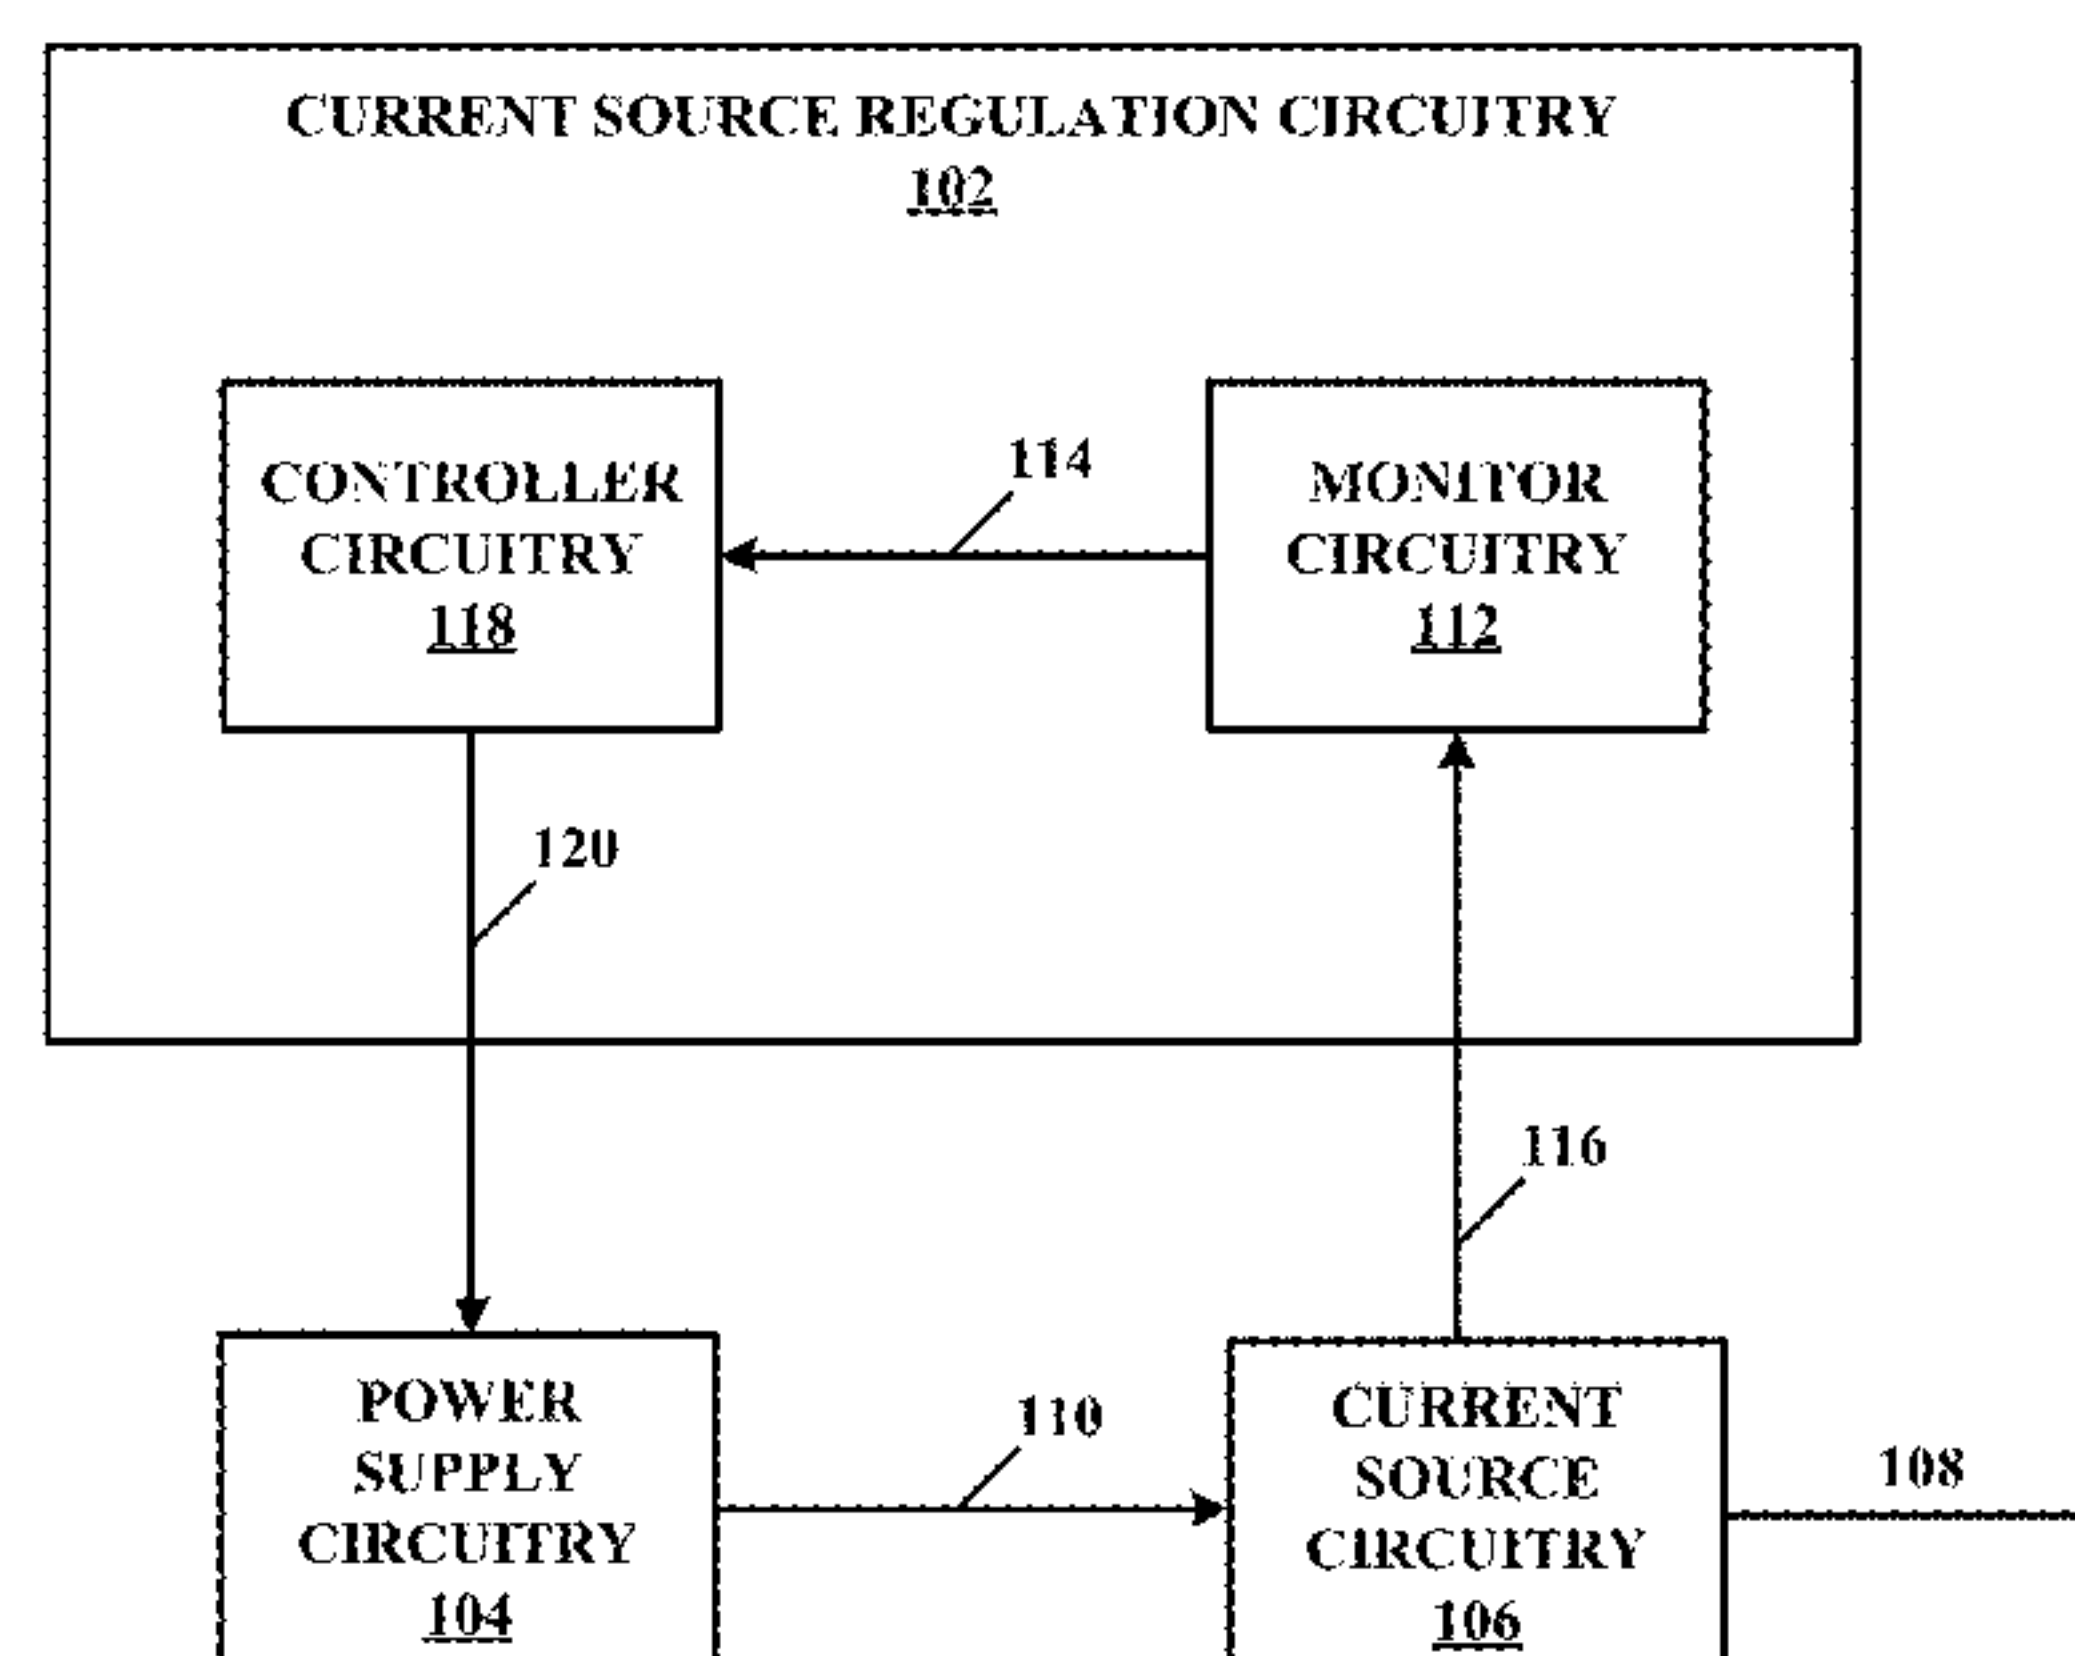 CURRENT SOURCE REGULATION CIRCUITRY
102
CONTROLLER
CIRCUITRY
118
114
MONITOR
CIRCUITRY
112
120
116
POWER
SUPPLY
CIRCUITRY
104
110
CURRENT
SOURCE
CIRCUITRY
106
108